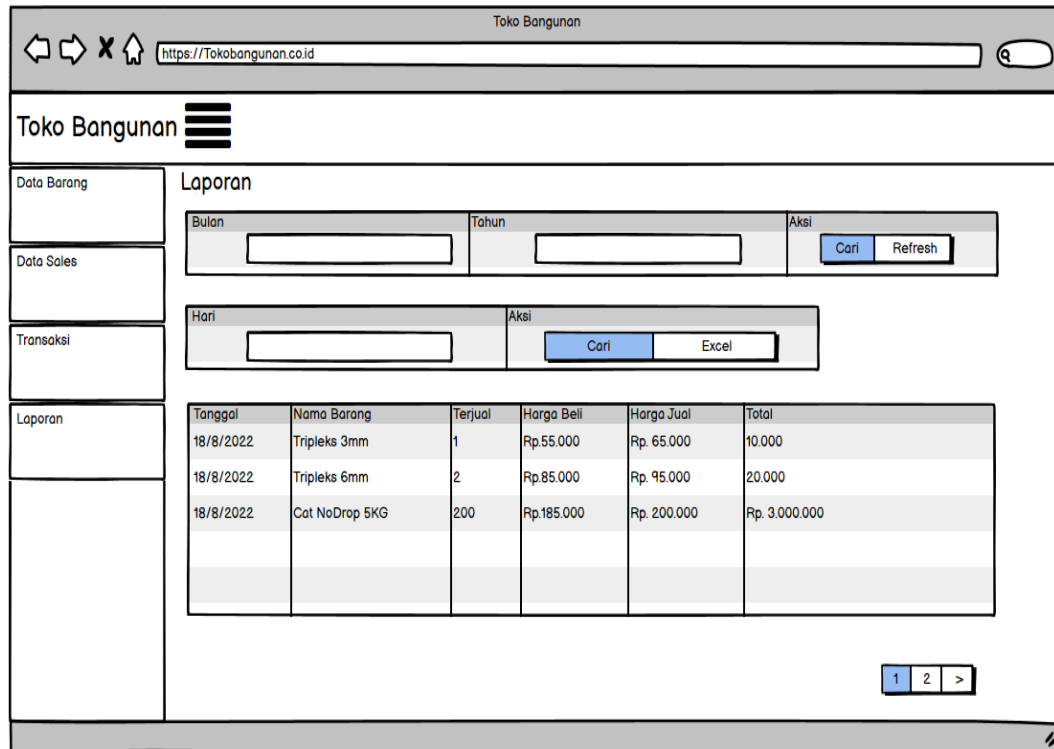 Toko Bangunan
https://Tokobangunan.co.id
Toko Bangunan
Data Barang
Data Sales
Transaksi
Laporan
Laporan
Bulan Tahun Aksi
Cari Refresh
Hari Aksi
Cari Excel
Tanggal Nama Barang Terjual Harga Beli Harga Jual Total
18/8/2022 Tripleks 3mm 1 Rp.55.000 Rp. 65.000 10.000
18/8/2022 Tripleks 6mm 2 Rp.85.000 Rp. 95.000 20.000
18/8/2022 Cat NoDrop 5KG 200 Rp.185.000 Rp. 200.000 Rp. 3.000.000
1 2 >